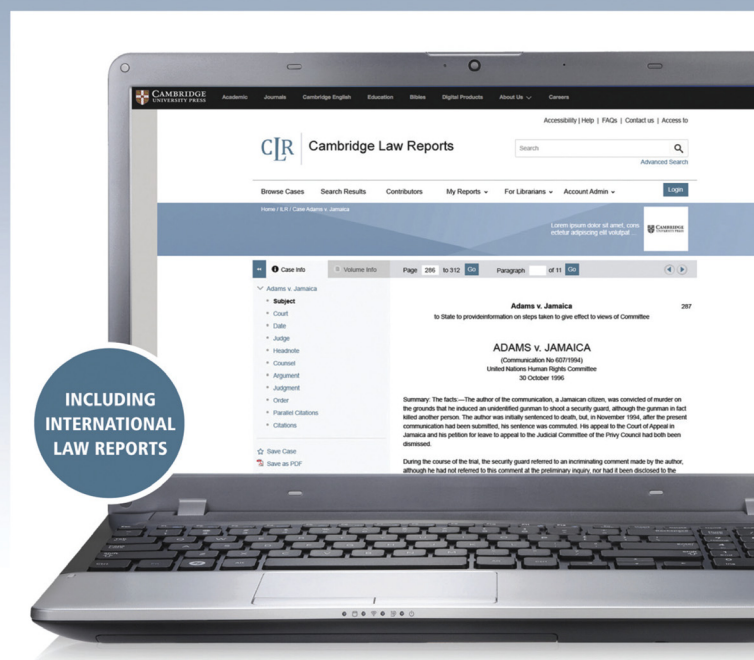 CAMBRIDGE
UNIVERSITY PRESS
Academic Journals Cambridge English Education Bibles Digital Products About Us Careers
Accessibility | Help | FAQs | Contact us | Access to
CLR Cambridge Law Reports
Search
Advanced Search
Browse Cases Search Results Contributors My Reports For Librarians Account Admin Login
Home / ILR / Case Adams v. Jamaica
Lorem ipsum dolor sit amet, cons
ectetur adipiscing elit volutpat ...
CAMBRIDGE
UNIVERSITY PRESS
Case Info Volume Info Page 286 to 312 Go Paragraph of 11 Go
Adams v. Jamaica
Subject
Court
Date
Judge
Headnote
Counsel
Argument
Judgment
Order
Parallel Citations
Citations
Save Case
Save as PDF
Adams v. Jamaica 287
to State to provideinformation on steps taken to give effect to views of Committee
ADAMS v. JAMAICA
(Communication No 607/1994)
United Nations Human Rights Committee
30 October 1996
Summary: The facts:—The author of the communication, a Jamaican citizen, was convicted of murder on
the grounds that he induced an unidentified gunman to shoot a security guard, although the gunman in fact
killed another person. The author was initially sentenced to death, but, in November 1994, after the present
communication had been submitted, his sentence was commuted. His appeal to the Court of Appeal in
Jamaica and his petition for leave to appeal to the Judicial Committee of the Privy Council had both been
dismissed.
During the course of the trial, the security guard referred to an incriminating comment made by the author,
although he had not referred to this comment at the preliminary inquiry, nor had it been disclosed to the
INCLUDING
INTERNATIONAL
LAW REPORTS